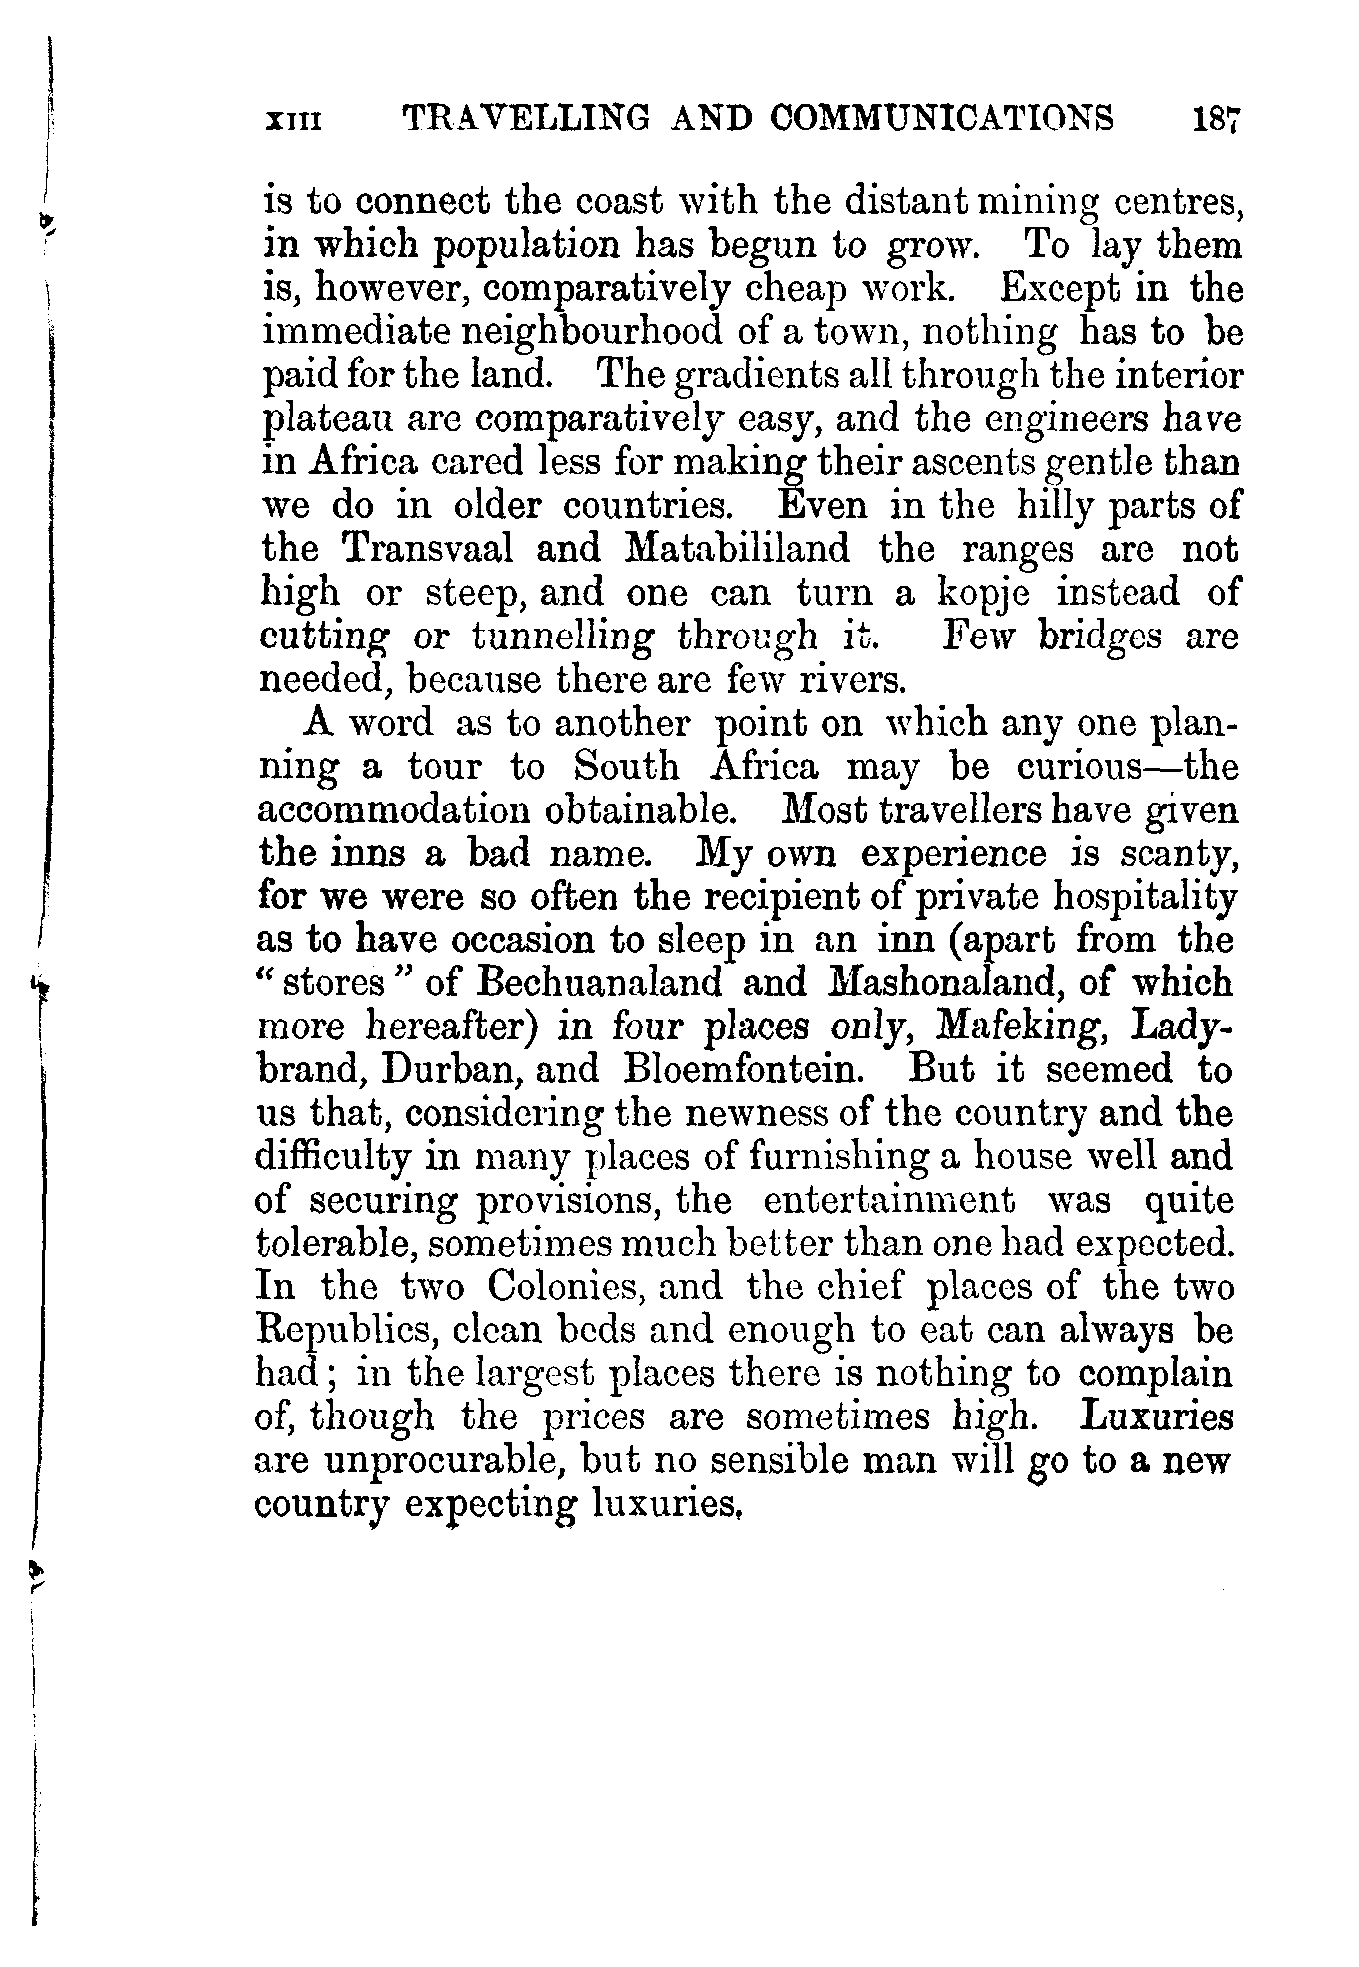 XIII TRAVELLING AND COMMUNICATIONS 187
is to connect the coast with the distant mining centres,
in which population has begun to grow. To lay them
is, however, comparatively cheap work. Except in the
immediate neighbourhood of a town, nothing has to be
paid for the land. The gradients all through the interior
plateau are comparatively easy, and the engineers have
in Africa cared less for making their ascents gentle than
we do in older countries. Even in the hilly parts of
the Transvaal and Matabililand the ranges are not
high or steep, and one can turn a kopje instead of
cutting or tunnelling through it. Few bridges are
needed, because there are few rivers.
A word as to another point on which any one plan-
ning a tour to South Africa may be curious—the
accommodation obtainable. Most travellers have given
the inns a bad name. My own experience is scanty,
for we were so often the recipient of private hospitality
as to have occasion to sleep in an inn (apart from the
“stores” of Bechuanaland and Mashonaland, of which
more hereafter) in four places only, Mafeking, Lady-
brand, Durban, and Bloemfontein. But it seemed to
us that, considering the newness of the country and the
difficulty in many places of furnishing a house well and
of securing provisions, the entertainment was quite
tolerable, sometimes much better than one had expected.
In the two Colonies, and the chief places of the two
Republics, clean beds and enough to eat can always be
had; in the largest places there is nothing to complain
of, though the prices are sometimes high. Luxuries
are unprocurable, but no sensible man will go to a new
country expecting luxuries.